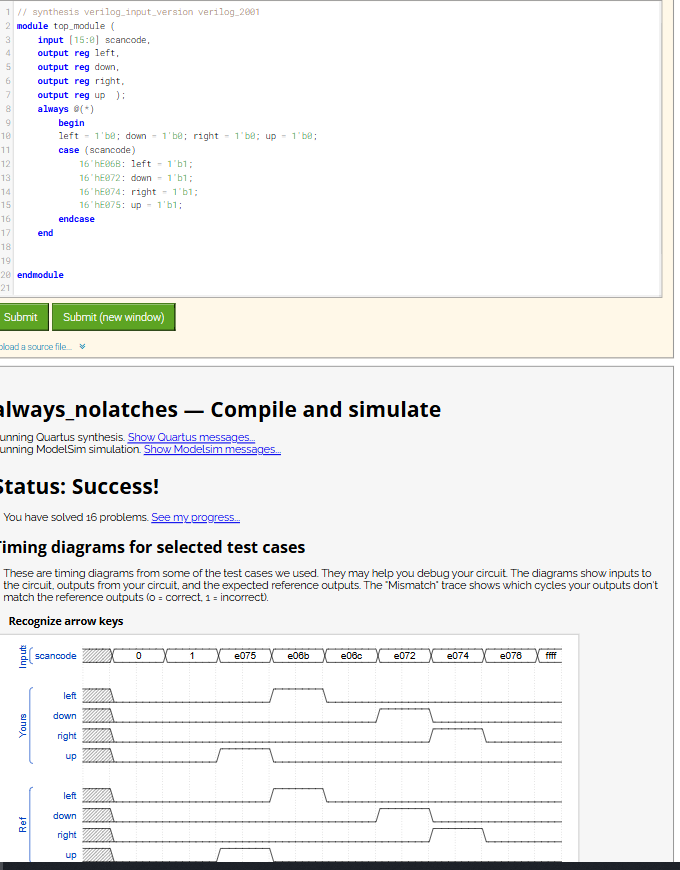 1 // synthesis verilog_input_version verilog_2001
2 module top_module (
3 input [15:0] scancode,
4 output reg left,
5 output reg down,
6 output reg right,
7 output reg up );
8 always @(*)
9 begin
10 left = 1'b0; down = 1'b0; right = 1'b0; up = 1'b0;
11 case (scancode)
12 16'hE06B: left = 1'b1;
13 16'hE072: down = 1'b1;
14 16'hE074: right = 1'b1;
15 16'hE075: up = 1'b1;
16 endcase
17 end
18
19
20 endmodule
21
Submit Submit (new window)
pload a source file...
always_nolatches — Compile and simulate
unning Quartus synthesis. Show Quartus messages...
unning ModelSim simulation. Show Modelsim messages...
Status: Success!
You have solved 16 problems. See my progress...
Timing diagrams for selected test cases
These are timing diagrams from some of the test cases we used. They may help you debug your circuit. The diagrams show inputs to
the circuit, outputs from your circuit, and the expected reference outputs. The "Mismatch" trace shows which cycles your outputs don't
match the reference outputs (0 = correct, 1 = incorrect).
Recognize arrow keys
Inputs scancode 0 1 e075 e06b e06c e072 e074 e076 ffff
Yours
left
down
right
up
Ref
left
down
right
up